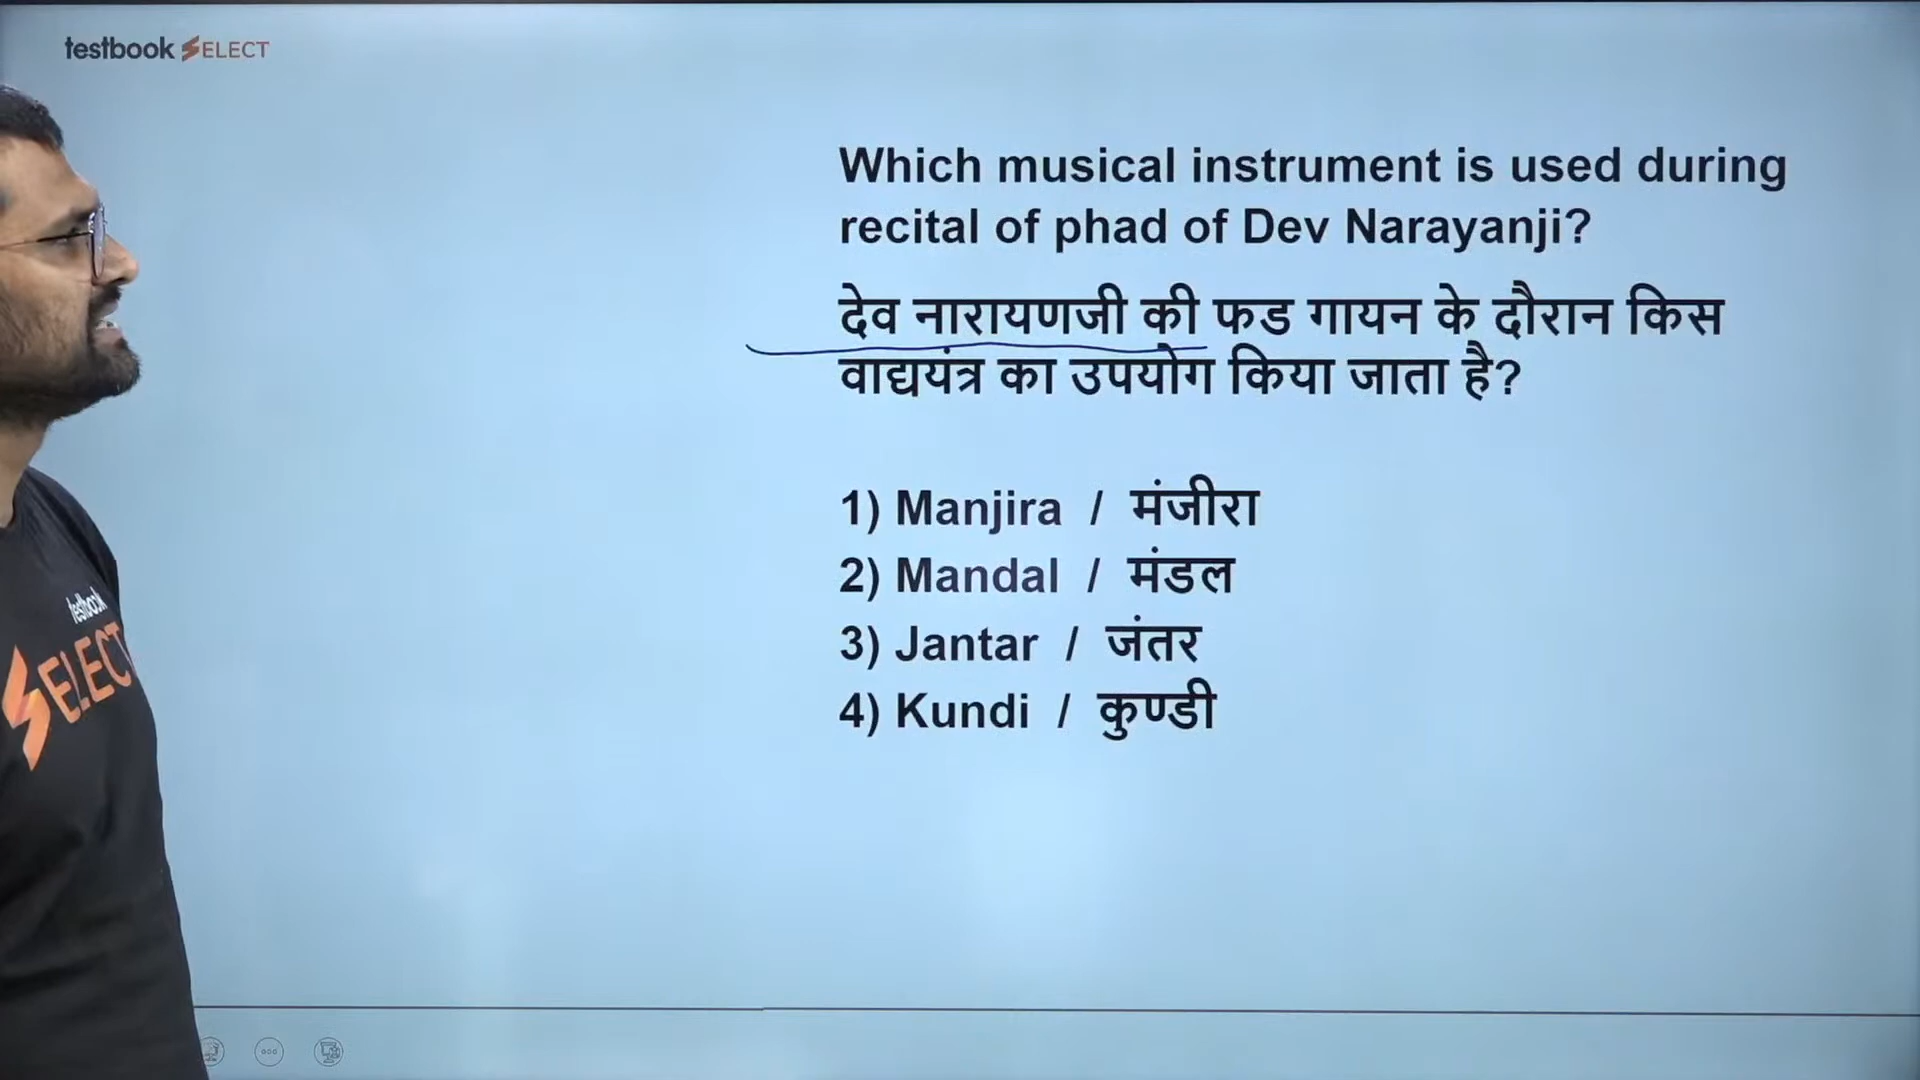 testbook SELECT
Which musical instrument is used during
recital of phad of Dev Narayanji?
देव नारायणजी की फड गायन के दौरान किस
वाद्ययंत्र का उपयोग किया जाता है?
1) Manjira / मंजीरा
2) Mandal / मंडल
3) Jantar / जंतर
4) Kundi / कुण्डी
testbook
SELECT